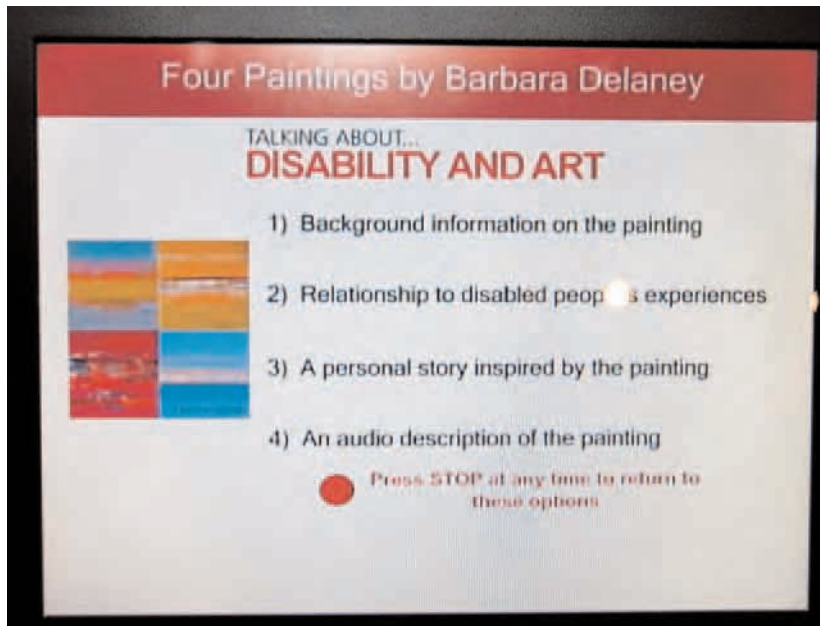 Four Paintings by Barbara Delaney
TALKING ABOUT...
DISABILITY AND ART
1) Background information on the painting
2) Relationship to disabled experiences
3) A personal story inspired by the painting
4) An audio description of the painting
Press STOP at any time to return to
these options